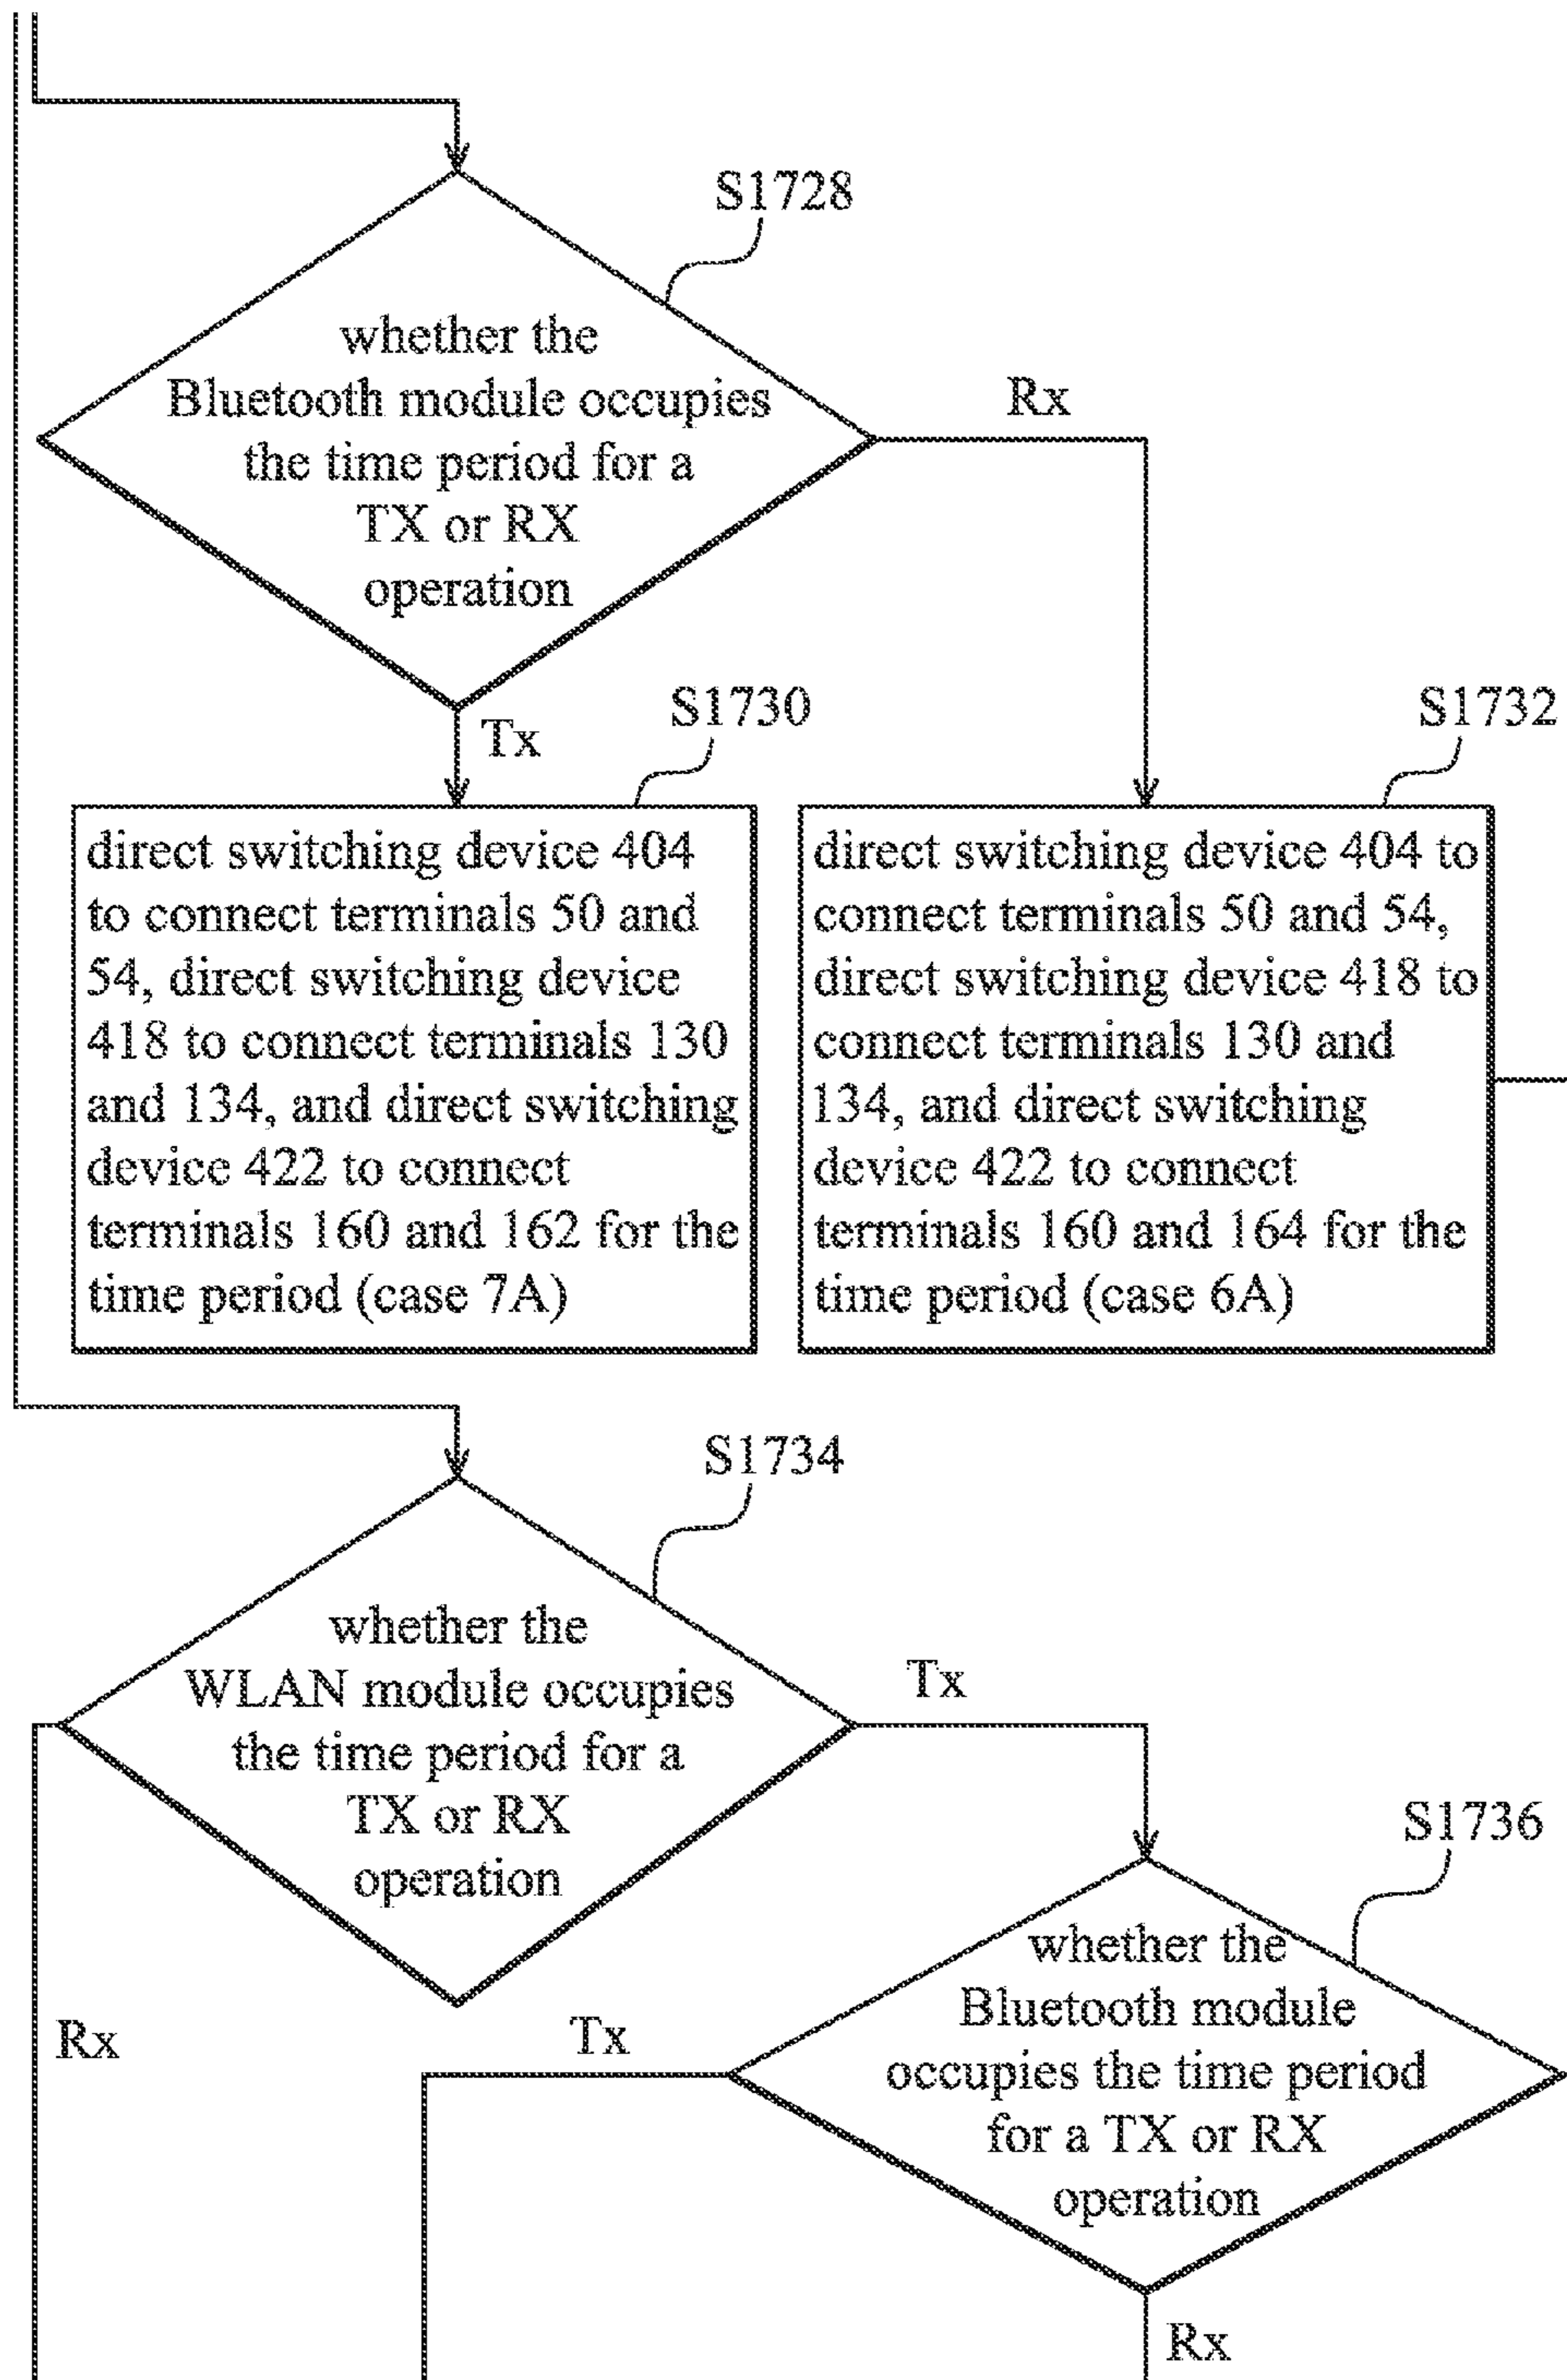 S1728
whether the
Bluetooth module occupies
the time period for a
TX or RX
operation
Rx
Tx
S1730
direct switching device 404
to connect terminals 50 and
54, direct switching device
418 to connect terminals 130
and 134, and direct switching
device 422 to connect
terminals 160 and 162 for the
time period (case 7A)
S1732
direct switching device 404 to
connect terminals 50 and 54,
direct switching device 418 to
connect terminals 130 and
134, and direct switching
device 422 to connect
terminals 160 and 164 for the
time period (case 6A)
S1734
whether the
WLAN module occupies
the time period for a
TX or RX
operation
Tx
Rx
S1736
whether the
Bluetooth module
occupies the time period
for a TX or RX
operation
Tx
Rx